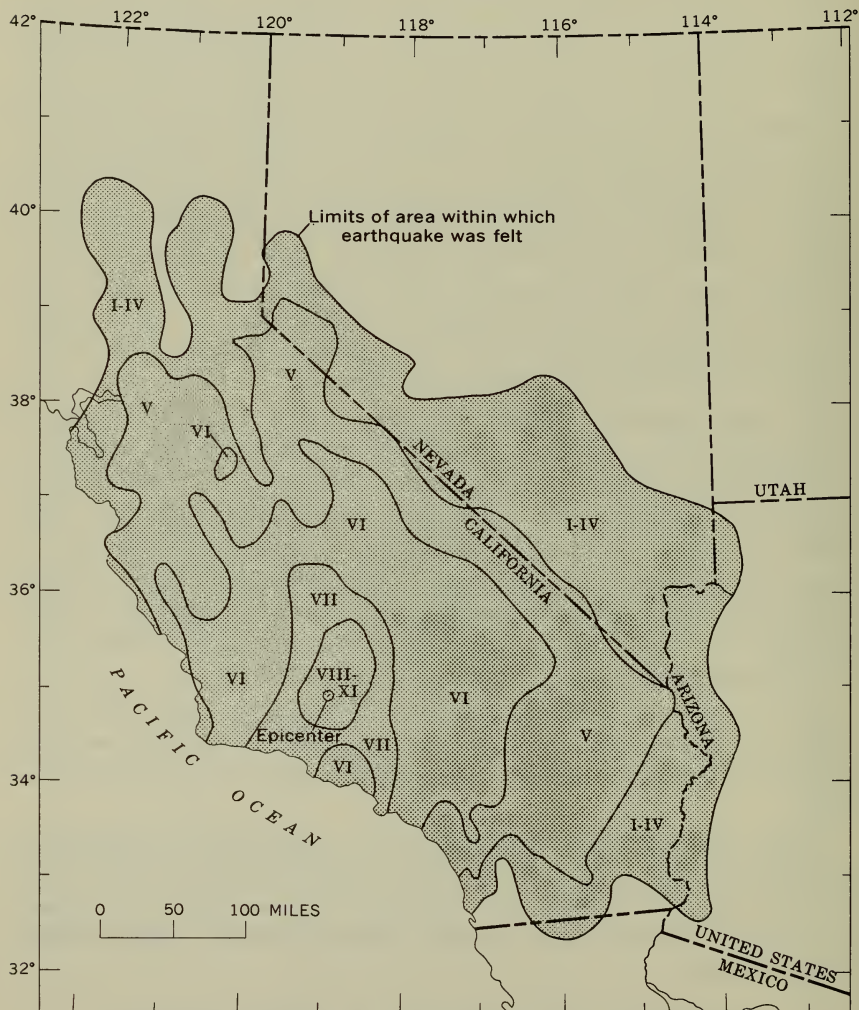 42°
122°
120°
118°
116°
114°
112°
40°
Limits of area within which
earthquake was felt
I-IV
V
38°
V
VI
NEVADA
UTAH
VI
CALIFORNIA
I-IV
36°
VII
VI
VIII-
XI
VI
ARIZONA
Epicenter
VII
V
PACIFIC OCEAN
VI
34°
I-IV
0 50 100 MILES
UNITED STATES
MEXICO
32°